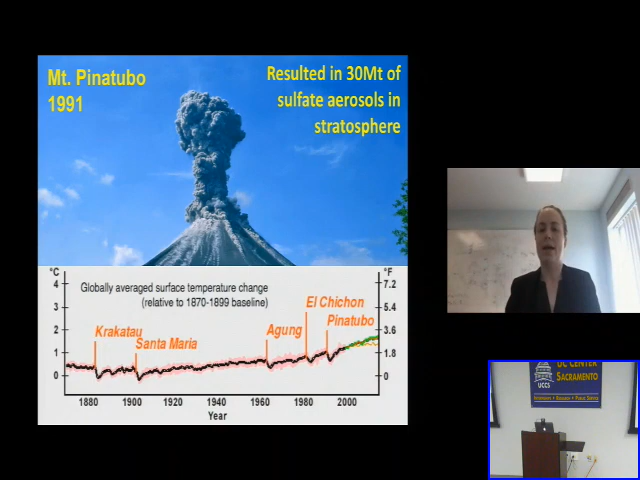 Mt. Pinatubo
1991
Resulted in 30Mt of
sulfate aerosols in
stratosphere
°C
4
3
2
1
0
Globally averaged surface temperature change
(relative to 1870-1899 baseline)
Krakatau
Santa Maria
Agung
El Chichon
Pinatubo
°F
7.2
5.4
3.6
1.8
0
1880
1900
1920
1940
1960
1980
2000
Year
UC CENTER
SACRAMENTO
UCCS